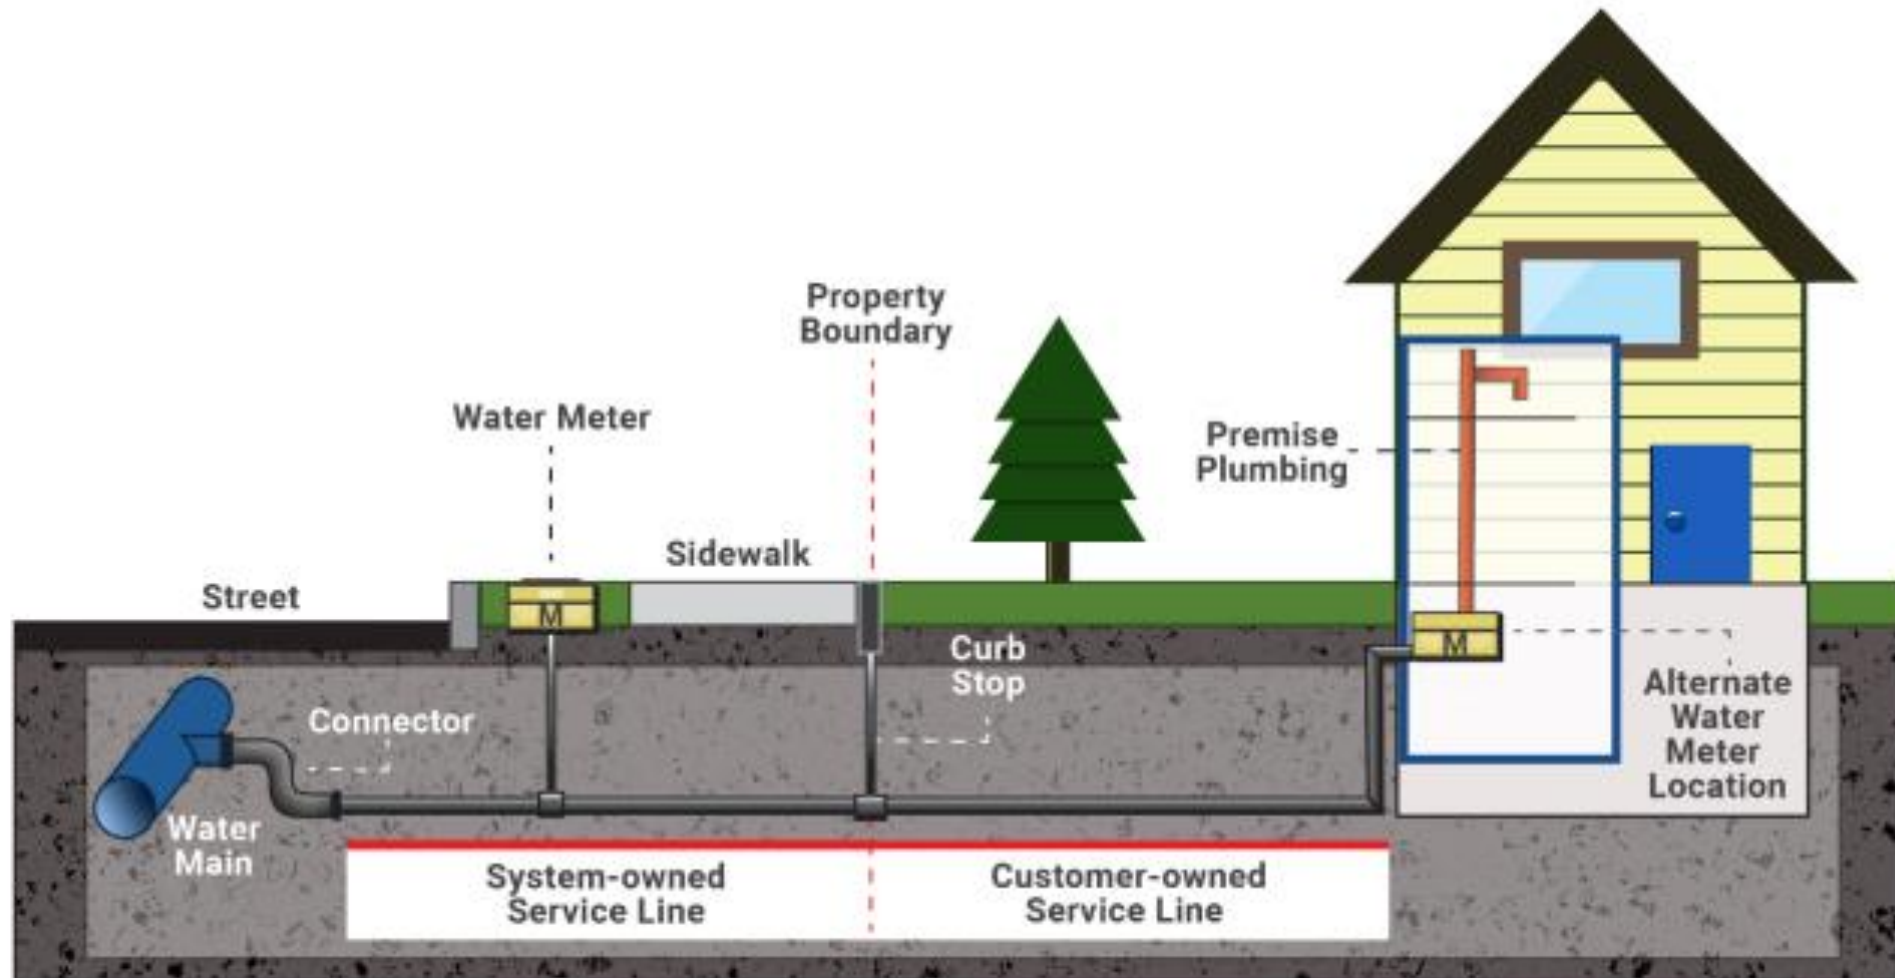 Property
Boundary
Water Meter
Premise
Plumbing
Sidewalk
Street
M
M
Curb
Stop
Connector
Alternate
Water
Meter
Location
Water
Main
System-owned
Service Line
Customer-owned
Service Line